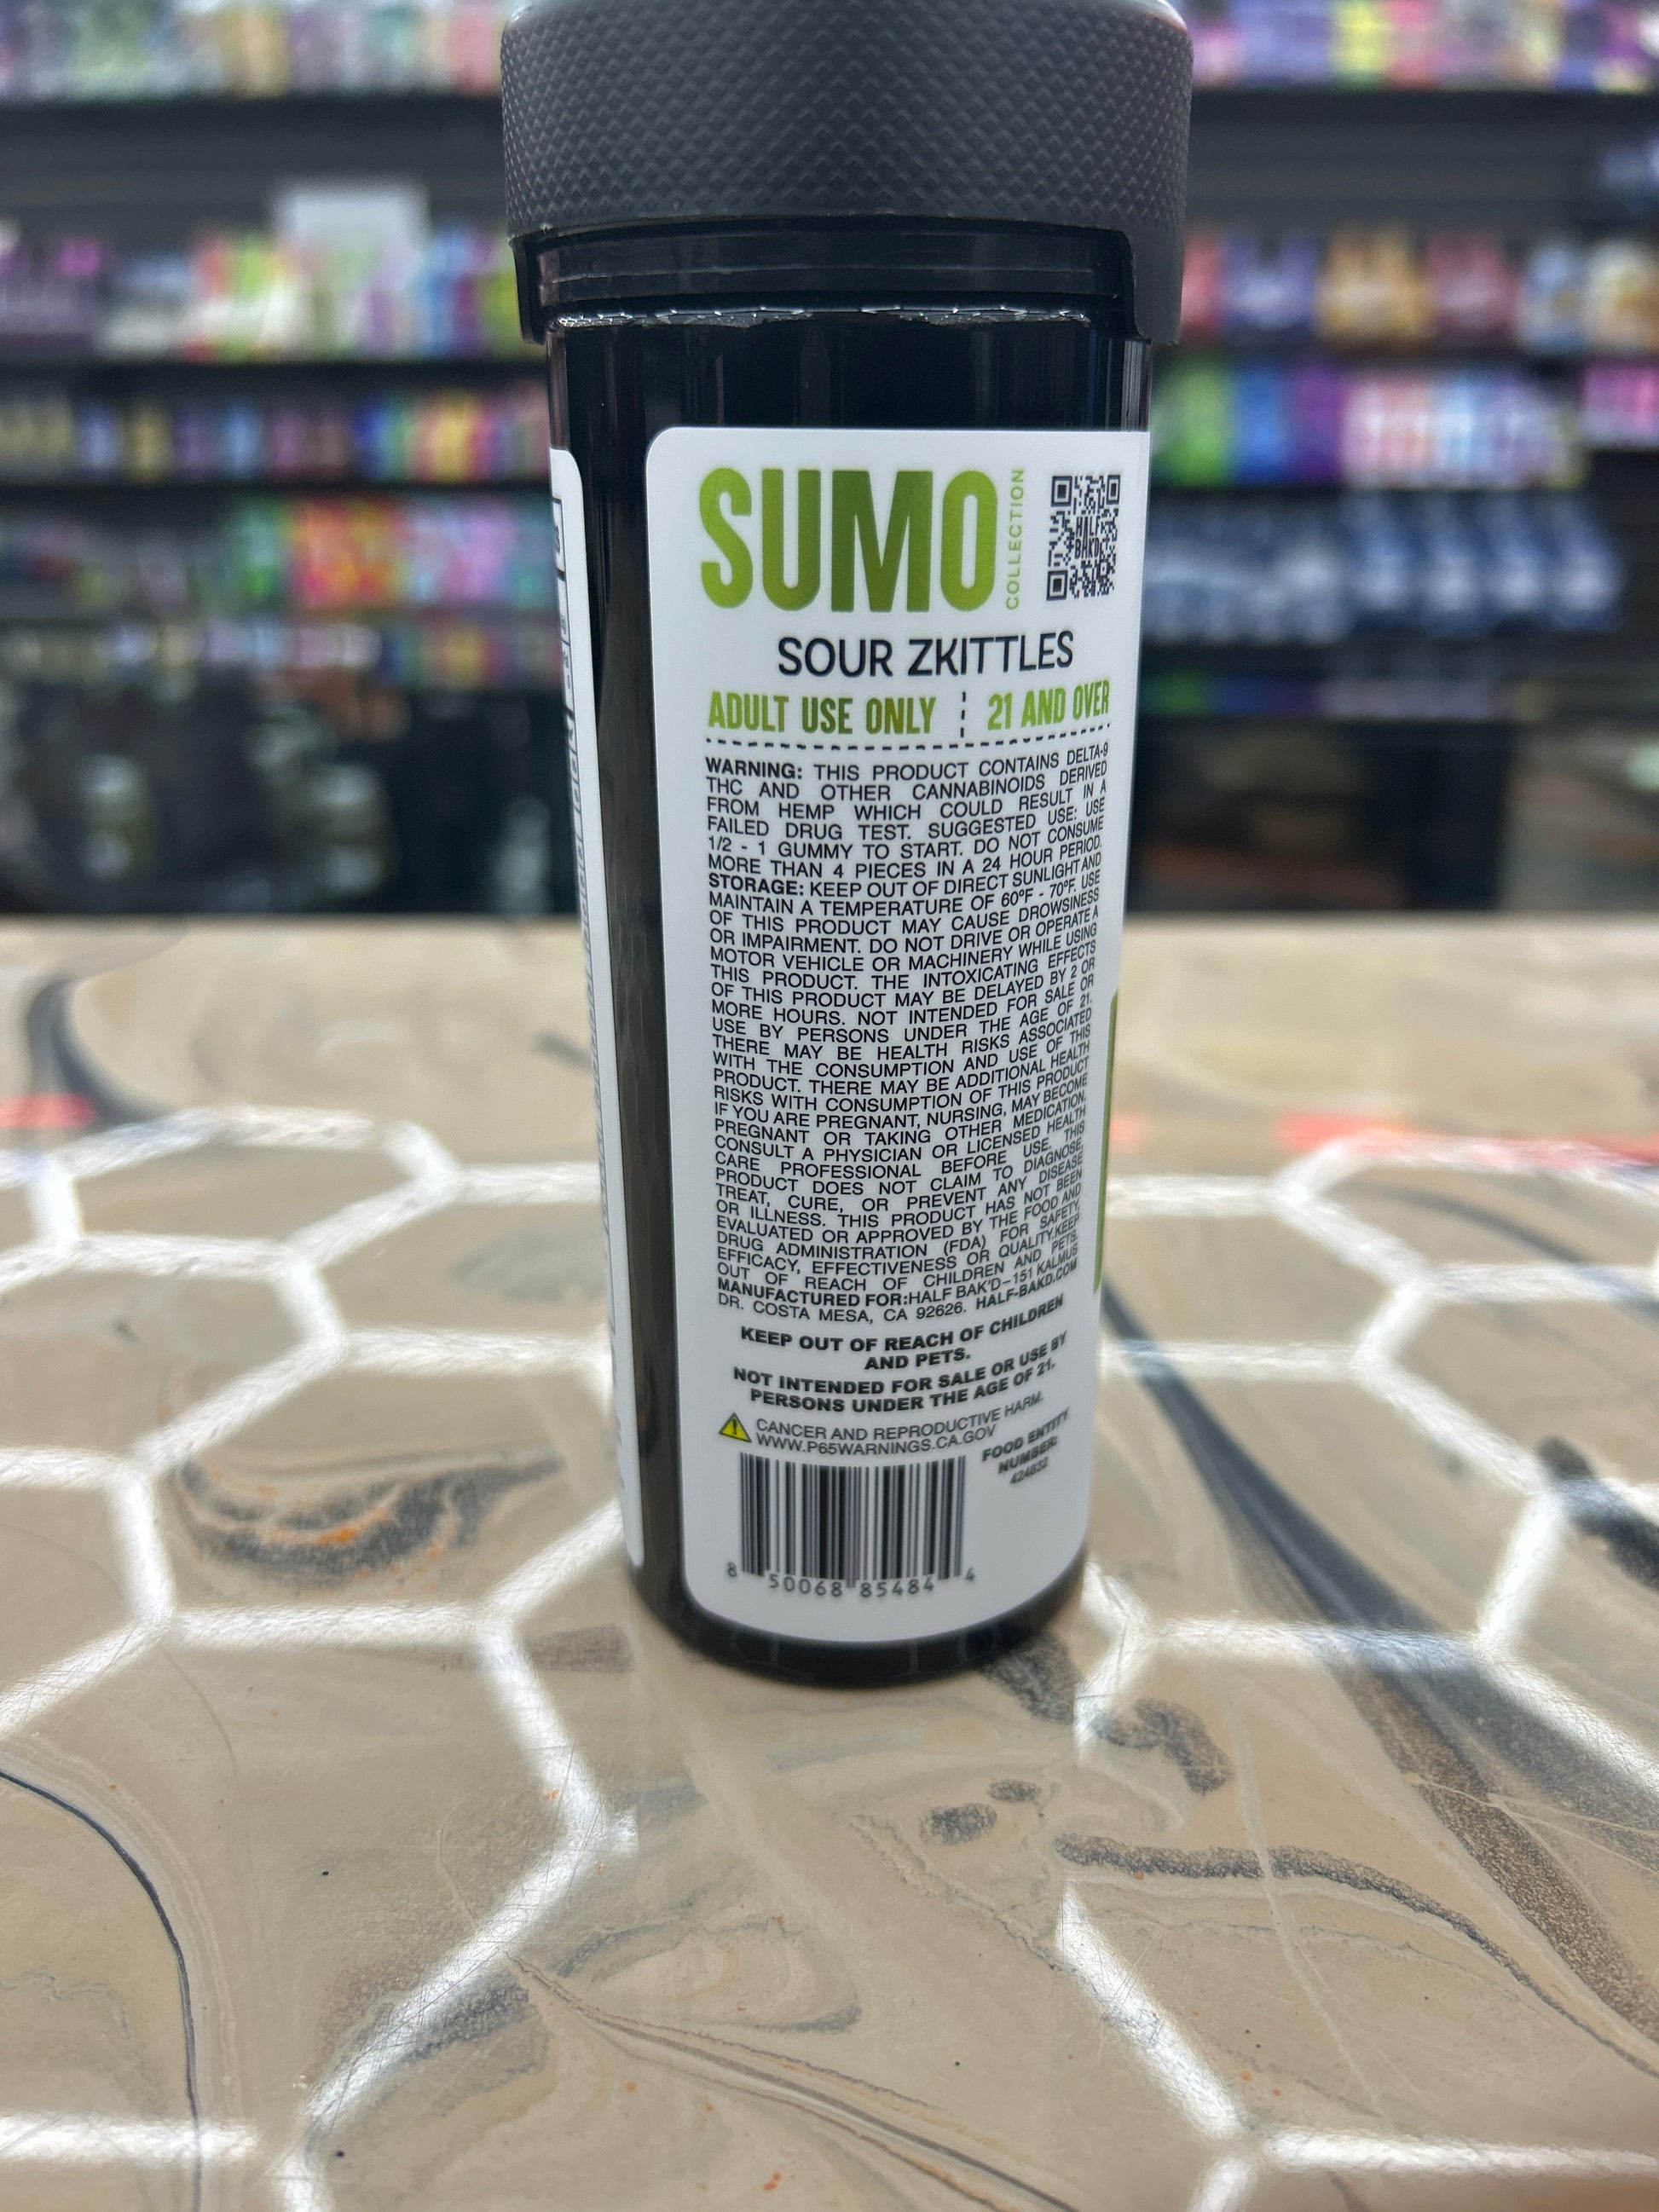 SUMO
COLLECTION
HALF
BAKD
SOUR ZKITTLES
ADULT USE ONLY
21 AND OVER
WARNING: THIS PRODUCT CONTAINS DELTA-9
THC AND OTHER CANNABINOIDS DERIVED
FROM HEMP WHICH COULD RESULT IN A
FAILED DRUG TEST. SUGGESTED USE: USE
1/2 - 1 GUMMY TO START. DO NOT CONSUME
MORE THAN 4 PIECES IN A 24 HOUR PERIOD.
STORAGE: KEEP OUT OF DIRECT SUNLIGHT AND
MAINTAIN A TEMPERATURE OF 60ºF - 70ºF. USE
OF THIS PRODUCT MAY CAUSE DROWSINESS
OR IMPAIRMENT. DO NOT DRIVE OR OPERATE A
MOTOR VEHICLE OR MACHINERY WHILE USING
THIS PRODUCT. THE INTOXICATING EFFECTS
OF THIS PRODUCT MAY BE DELAYED BY 2 OR
MORE HOURS. NOT INTENDED FOR SALE OR
USE BY PERSONS UNDER THE AGE OF 21.
THERE MAY BE HEALTH RISKS ASSOCIATED
WITH THE CONSUMPTION AND USE OF THIS
PRODUCT. THERE MAY BE ADDITIONAL HEALTH
RISKS WITH CONSUMPTION OF THIS PRODUCT
IF YOU ARE PREGNANT, NURSING, MAY BECOME
PREGNANT OR TAKING OTHER MEDICATION.
CONSULT A PHYSICIAN OR LICENSED HEALTH
CARE PROFESSIONAL BEFORE USE. THIS
PRODUCT DOES NOT CLAIM TO DIAGNOSE,
TREAT, CURE, OR PREVENT ANY DISEASE
OR ILLNESS. THIS PRODUCT HAS NOT BEEN
EVALUATED OR APPROVED BY THE FOOD AND
DRUG ADMINISTRATION (FDA) FOR SAFETY,
EFFICACY, EFFECTIVENESS OR QUALITY.KEEP
OUT OF REACH OF CHILDREN AND PETS.
MANUFACTURED FOR:HALF BAK'D–151 KALMUS
DR. COSTA MESA, CA 92626. HALF-BAKD.COM
KEEP OUT OF REACH OF CHILDREN
AND PETS.
NOT INTENDED FOR SALE OR USE BY
PERSONS UNDER THE AGE OF 21.
CANCER AND REPRODUCTIVE HARM.
WWW.P65WARNINGS.CA.GOV
FOOD ENTITY
NUMBER:
424632
8 50068 85484 4